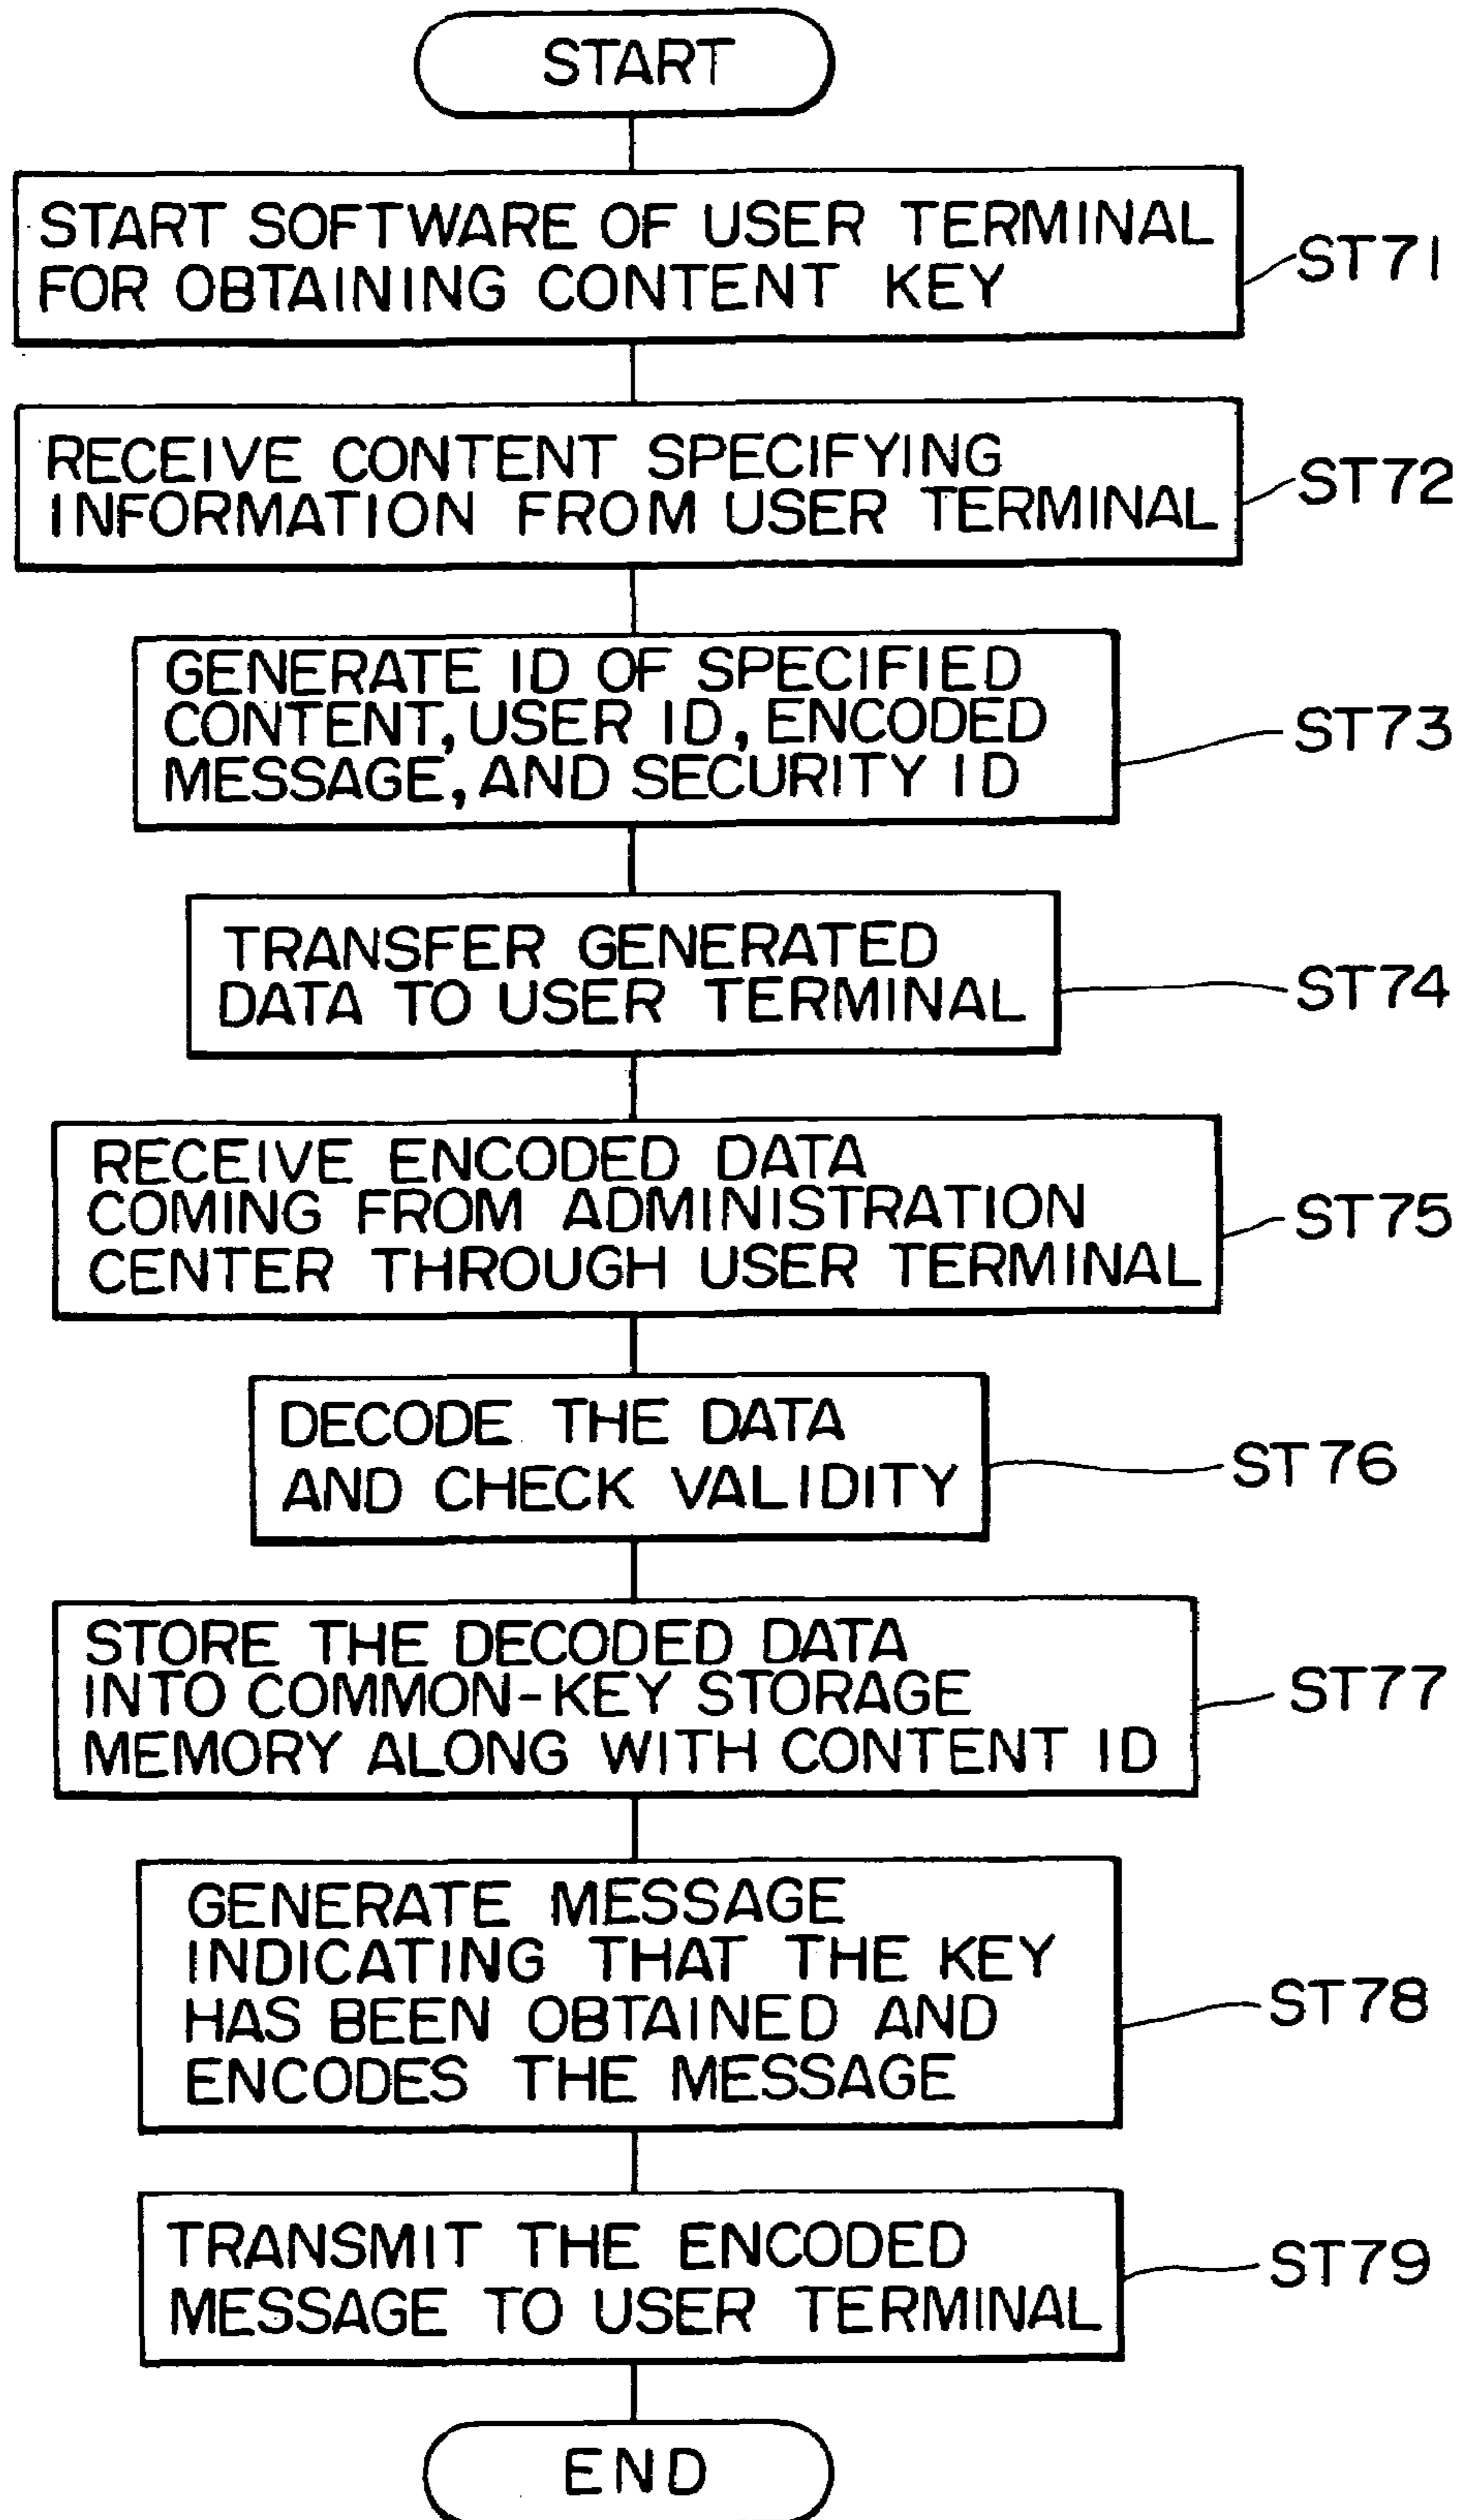 START
START SOFTWARE OF USER TERMINAL
FOR OBTAINING CONTENT KEY
ST71
RECEIVE CONTENT SPECIFYING
INFORMATION FROM USER TERMINAL
ST72
GENERATE ID OF SPECIFIED
CONTENT, USER ID, ENCODED
MESSAGE, AND SECURITY ID
ST73
TRANSFER GENERATED
DATA TO USER TERMINAL
ST74
RECEIVE ENCODED DATA
COMING FROM ADMINISTRATION
CENTER THROUGH USER TERMINAL
ST75
DECODE THE DATA
AND CHECK VALIDITY
ST76
STORE THE DECODED DATA
INTO COMMON-KEY STORAGE
MEMORY ALONG WITH CONTENT ID
ST77
GENERATE MESSAGE
INDICATING THAT THE KEY
HAS BEEN OBTAINED AND
ENCODES THE MESSAGE
ST78
TRANSMIT THE ENCODED
MESSAGE TO USER TERMINAL
ST79
END